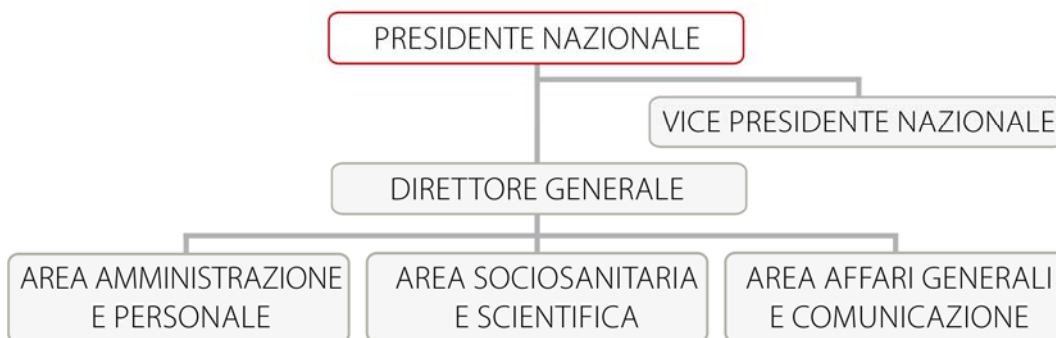 PRESIDENTE NAZIONALE
VICE PRESIDENTE NAZIONALE
DIRETTORE GENERALE
AREA AMMINISTRAZIONE
E PERSONALE
AREA SOCIOSANITARIA
E SCIENTIFICA
AREA AFFARI GENERALI
E COMUNICAZIONE